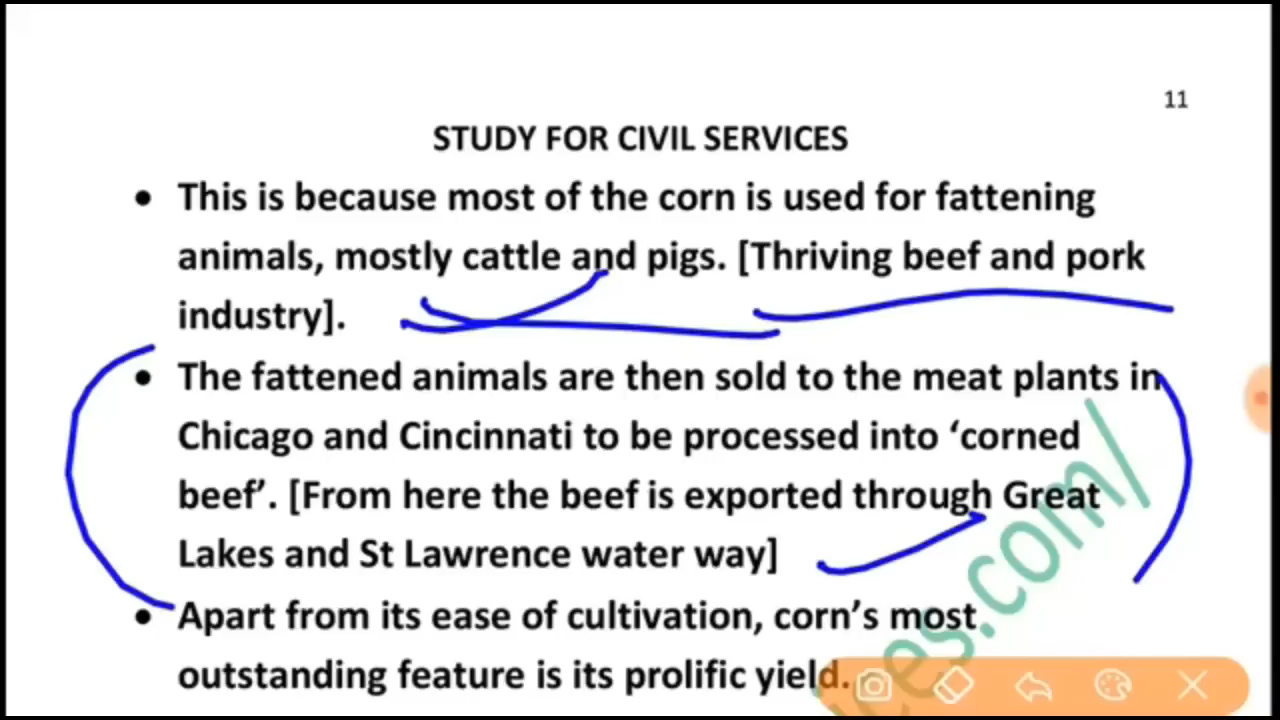 11
STUDY FOR CIVIL SERVICES
• This is because most of the corn is used for fattening
animals, mostly cattle and pigs. [Thriving beef and pork
industry].
• The fattened animals are then sold to the meat plants in
Chicago and Cincinnati to be processed into ‘corned
beef’. [From here the beef is exported through Great
Lakes and St Lawrence water way]
• Apart from its ease of cultivation, corn’s most
outstanding feature is its prolific yield.
ces.com/